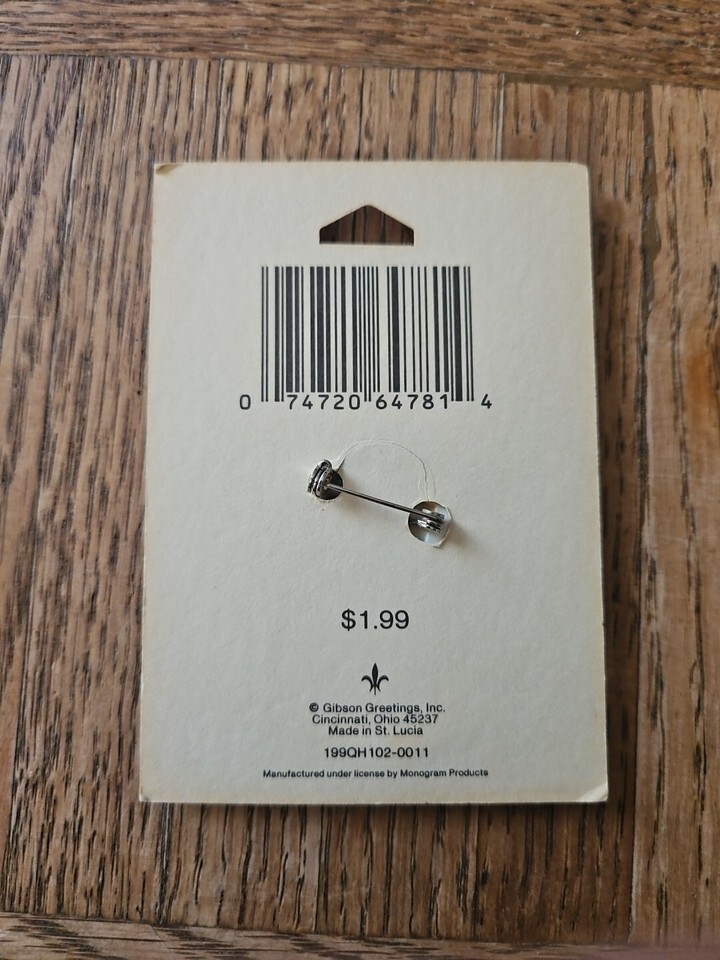 0 74720 64781 4
$1.99
© Gibson Greetings, Inc.
Cincinnati, Ohio 45237
Made in St. Lucia
199QH102-0011
Manufactured under license by Monogram Products